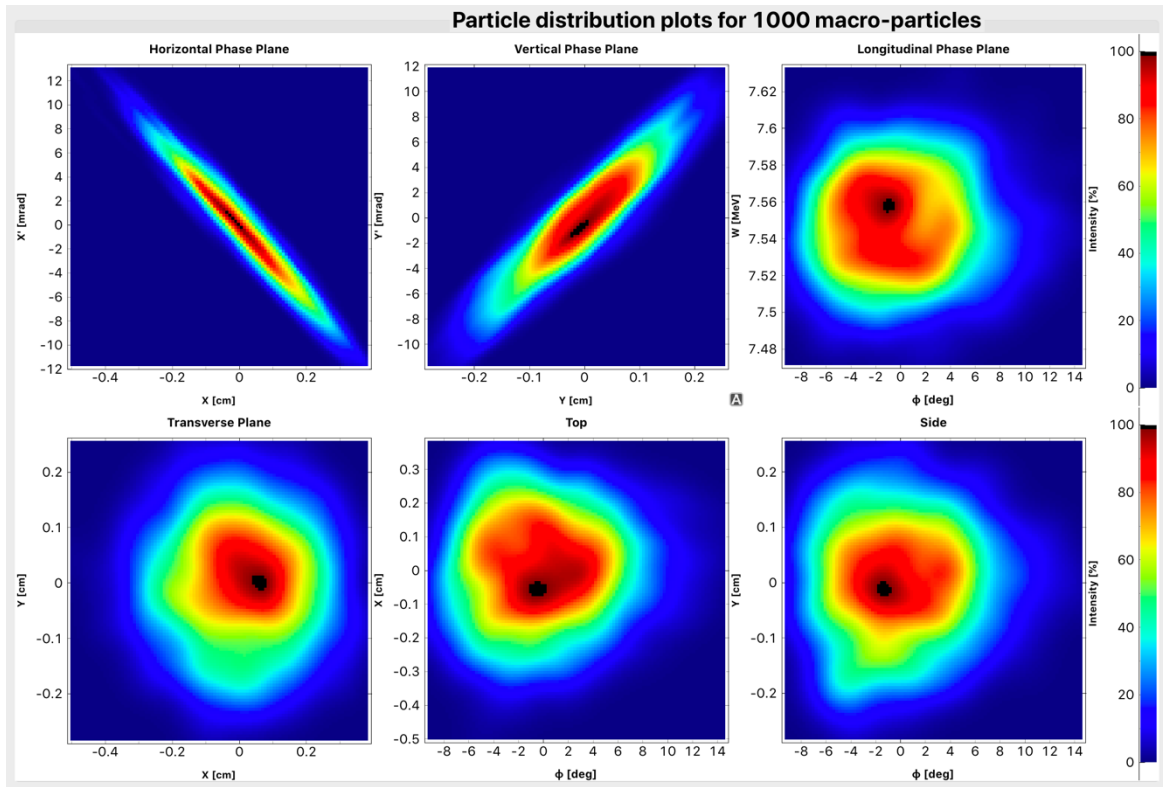 Particle distribution plots for 1000 macro-particles
Horizontal Phase Plane
12
10
8
6
4
2
0
-2
-4
-6
-8
-10
-12
X' [mrad]
-0.4 -0.2 0 0.2
X [cm]
Vertical Phase Plane
12
10
8
6
4
2
0
-2
-4
-6
-8
-10
Y' [mrad]
-0.2 -0.1 0 0.1 0.2
Y [cm]
Longitudinal Phase Plane
7.62
7.6
7.58
7.56
7.54
7.52
7.5
7.48
W [MeV]
-8 -6 -4 -2 0 2 4 6 8 10 12 14
ϕ [deg]
100
80
60
40
20
0
Intensity [%]
A
Transverse Plane
0.2
0.1
0
-0.1
-0.2
Y [cm]
-0.4 -0.2 0 0.2
X [cm]
Top
0.3
0.2
0.1
0
-0.1
-0.2
-0.3
-0.4
-0.5
X [cm]
-8 -6 -4 -2 0 2 4 6 8 10 12 14
ϕ [deg]
Side
0.2
0.1
0
-0.1
-0.2
Y [cm]
-8 -6 -4 -2 0 2 4 6 8 10 12 14
ϕ [deg]
100
80
60
40
20
0
Intensity [%]